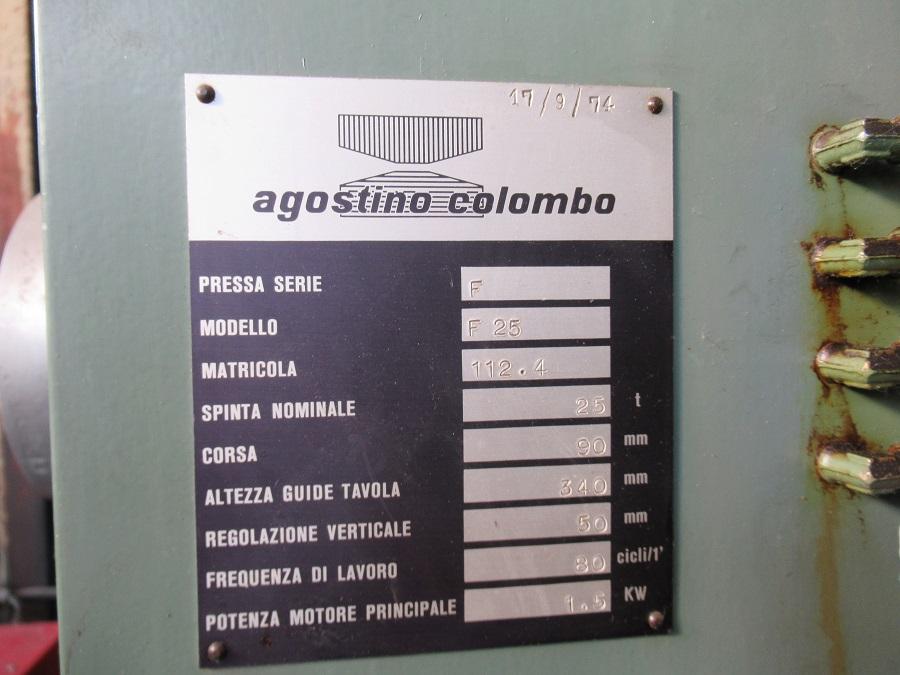 17/9/74
agostino colombo
PRESSA SERIE F
MODELLO F 25
MATRICOLA 112.4
SPINTA NOMINALE 25 t
CORSA 90 mm
ALTEZZA GUIDE TAVOLA 340 mm
REGOLAZIONE VERTICALE 50 mm
FREQUENZA DI LAVORO 80 cicli/1'
POTENZA MOTORE PRINCIPALE 1.5 KW